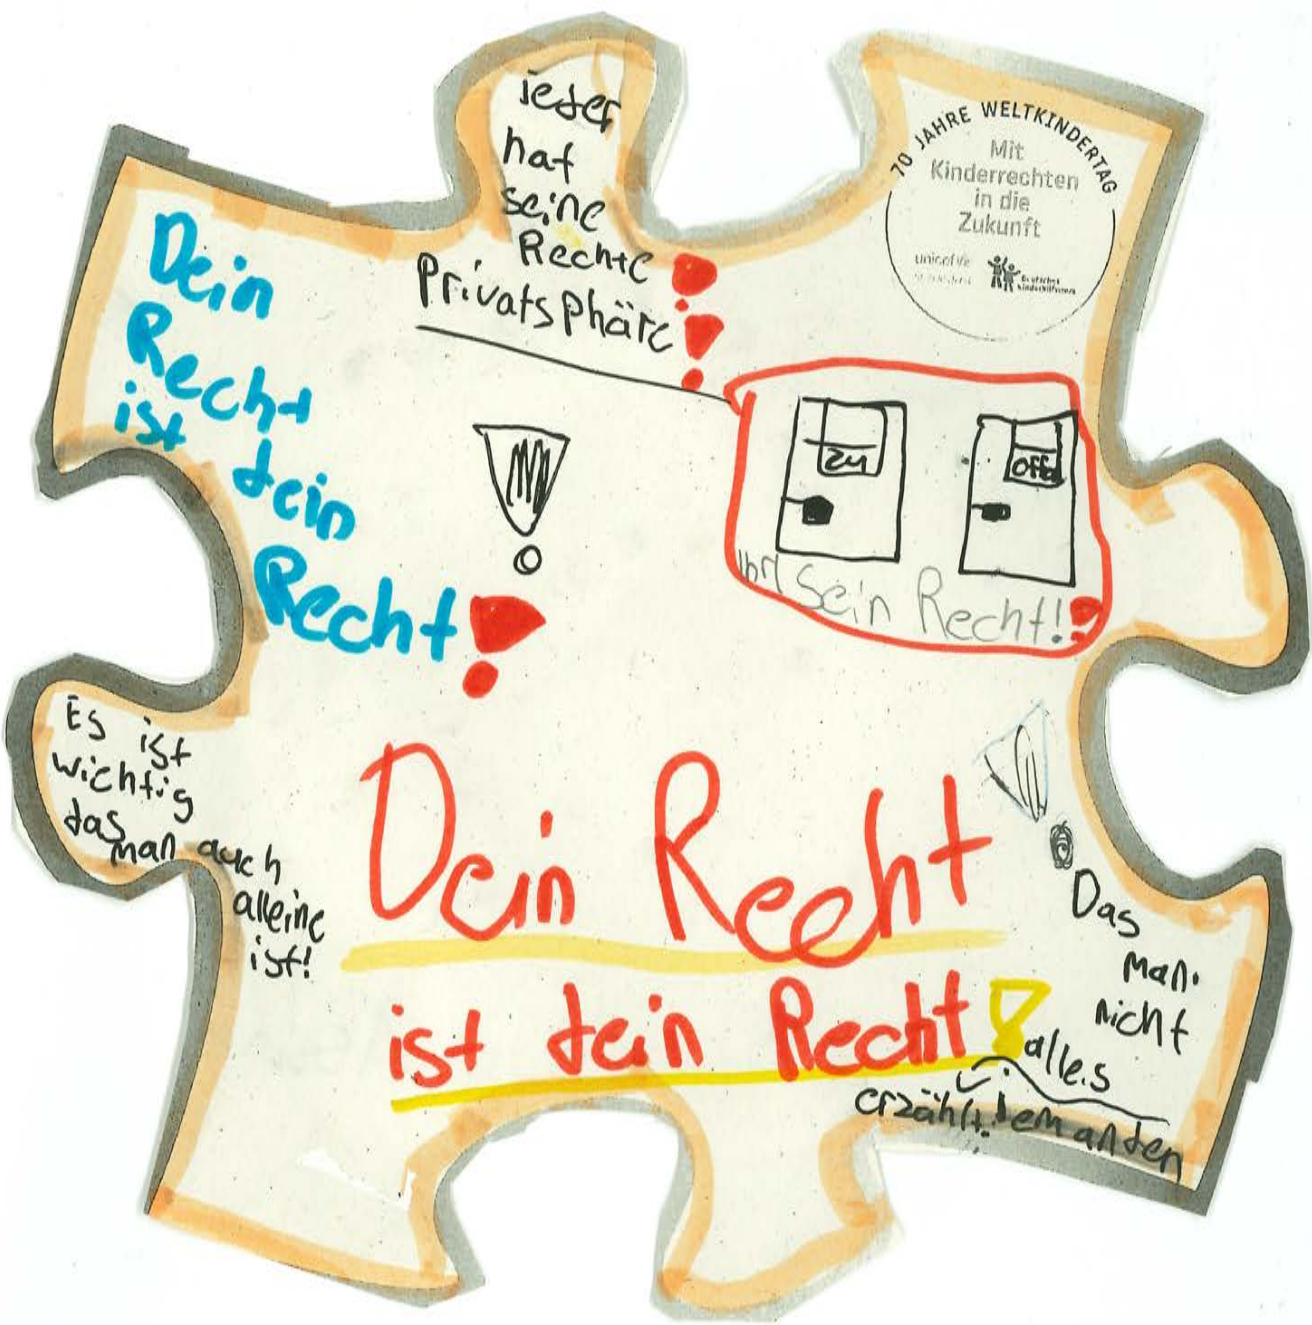 jeder
hat
seine
Rechte
Privatsphäre
70 JAHRE WELTKINDERTAG
Mit
Kinderrechten
in die
Zukunft
unicef
Deutsches
Kinderhilfswerk
Dein
Recht
ist
dein
Recht!
zu
offen
Ihr/Sein Recht!
Es ist
wichtig
das
man auch
alleine
ist!
Dein Recht
ist dein Recht!
Das
man
nicht
alles
jemanden
erzählt!